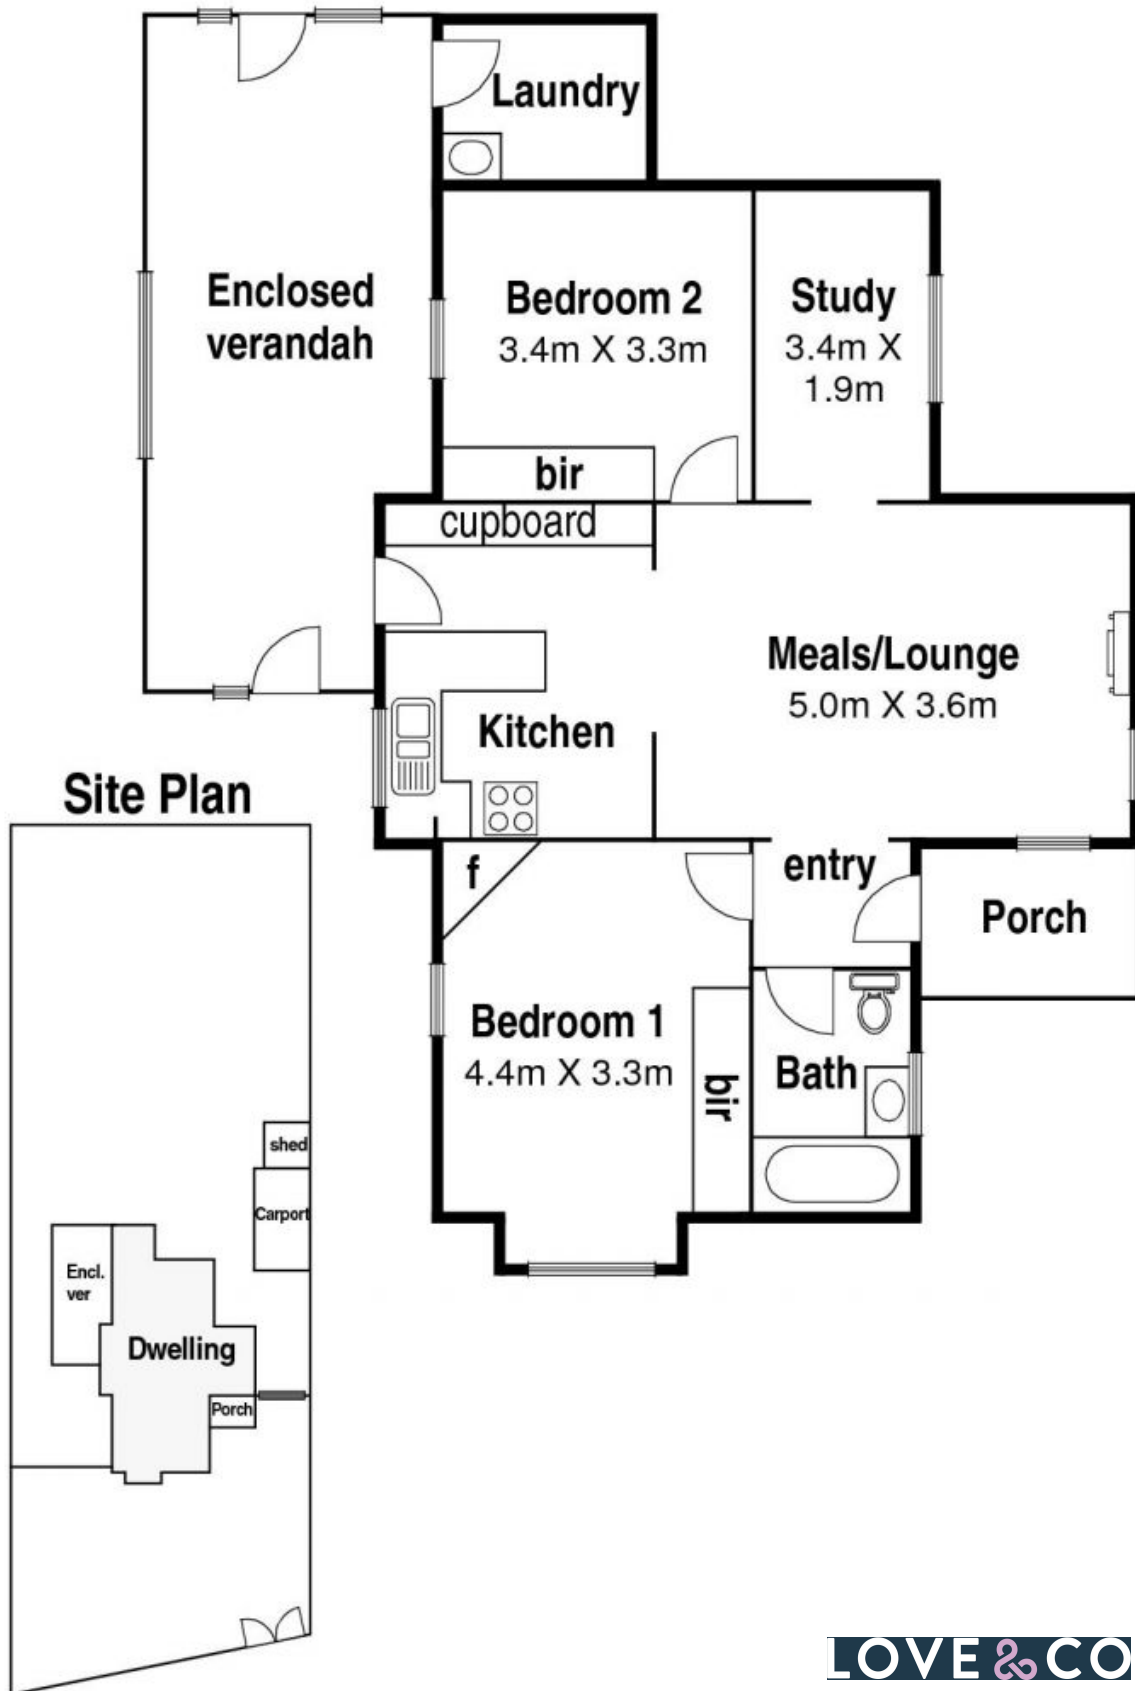 Laundry
Enclosed
verandah
Bedroom 2
3.4m X 3.3m
Study
3.4m X
1.9m
bir
cupboard
Meals/Lounge
5.0m X 3.6m
Kitchen
f
entry
Porch
Bedroom 1
4.4m X 3.3m
bir
Bath
Site Plan
shed
Carport
Encl.
ver
Dwelling
Porch
LOVE & CO